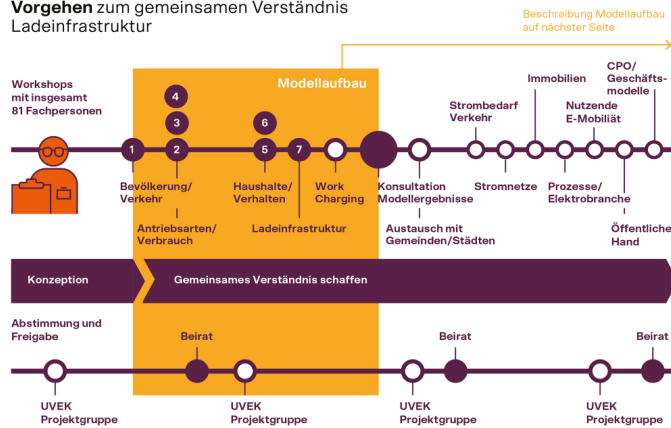 Vorgehen zum gemeinsamen Verständnis
Ladeinfrastruktur
Beschreibung Modellaufbau
auf nächster Seite
Workshops
mit insgesamt
81 Fachpersonen
Modellaufbau
4
3
1
2
6
5
7
Bevölkerung/
Verkehr
Antriebsarten/
Verbrauch
Haushalte/
Verhalten
Ladeinfrastruktur
Work
Charging
Konsultation
Modellergebnisse
Austausch mit
Gemeinden/Städten
Strombedarf
Verkehr
Stromnetze
Immobilien
Prozesse/
Elektrobranche
Nutzende
E-Mobiliät
CPO/
Geschäfts-
modelle
Öffentliche
Hand
Konzeption
Gemeinsames Verständnis schaffen
Abstimmung und
Freigabe
Beirat
Beirat
Beirat
UVEK
Projektgruppe
UVEK
Projektgruppe
UVEK
Projektgruppe
UVEK
Projektgruppe